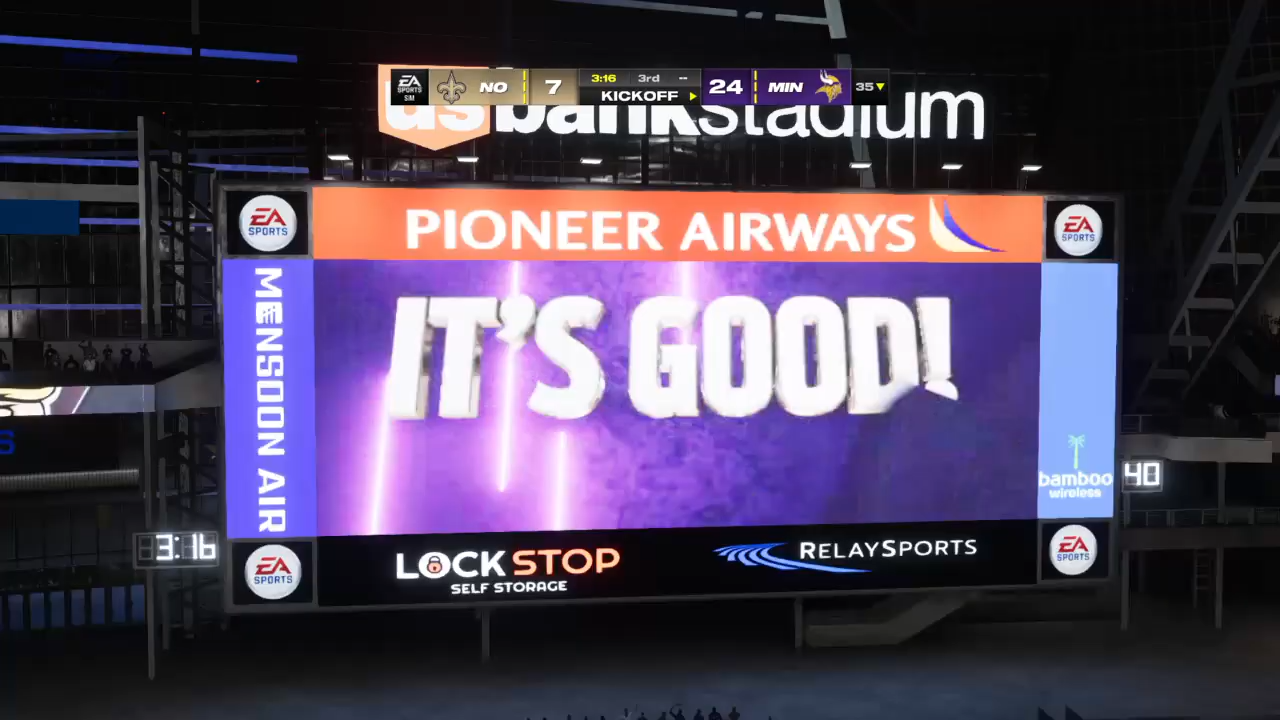 EA
SPORTS
SIM
NO
7
3:16 3rd --
KICKOFF
24
MIN
35
usbankstadium
EA
SPORTS
PIONEER AIRWAYS
EA
SPORTS
MONSOON AIR
IT'S GOOD!
bamboo
wireless
3:16
40
EA
SPORTS
LOCKSTOP
SELF STORAGE
RELAYSPORTS
EA
SPORTS